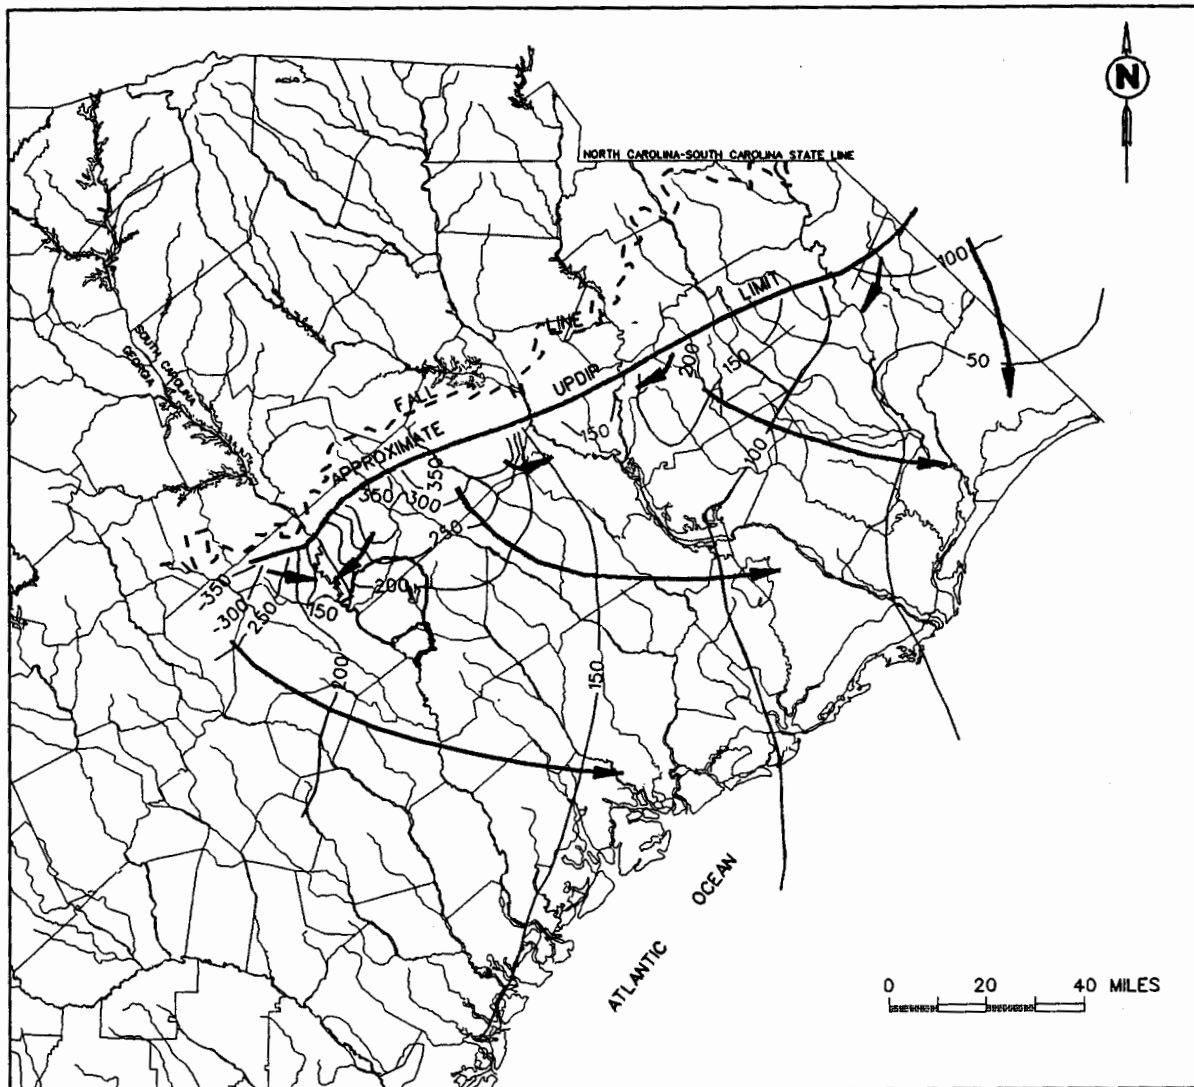 N
NORTH CAROLINA-SOUTH CAROLINA STATE LINE
100
LIMIT
50
LINE
200
150
SOUTH CAROLINA
GEORGIA
UPDIP
FALL
150
100
APPROXIMATE
350
350
300
250
350
300
250
150
200
200
150
OCEAN
ATLANTIC
0 20 40 MILES